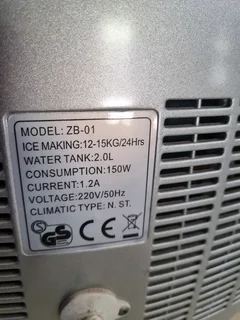 MODEL: ZB-01
ICE MAKING:12-15KG/24Hrs
WATER TANK:2.0L
CONSUMPTION:150W
CURRENT:1.2A
VOLTAGE:220V/50Hz
CLIMATIC TYPE: N. ST.
GS CE